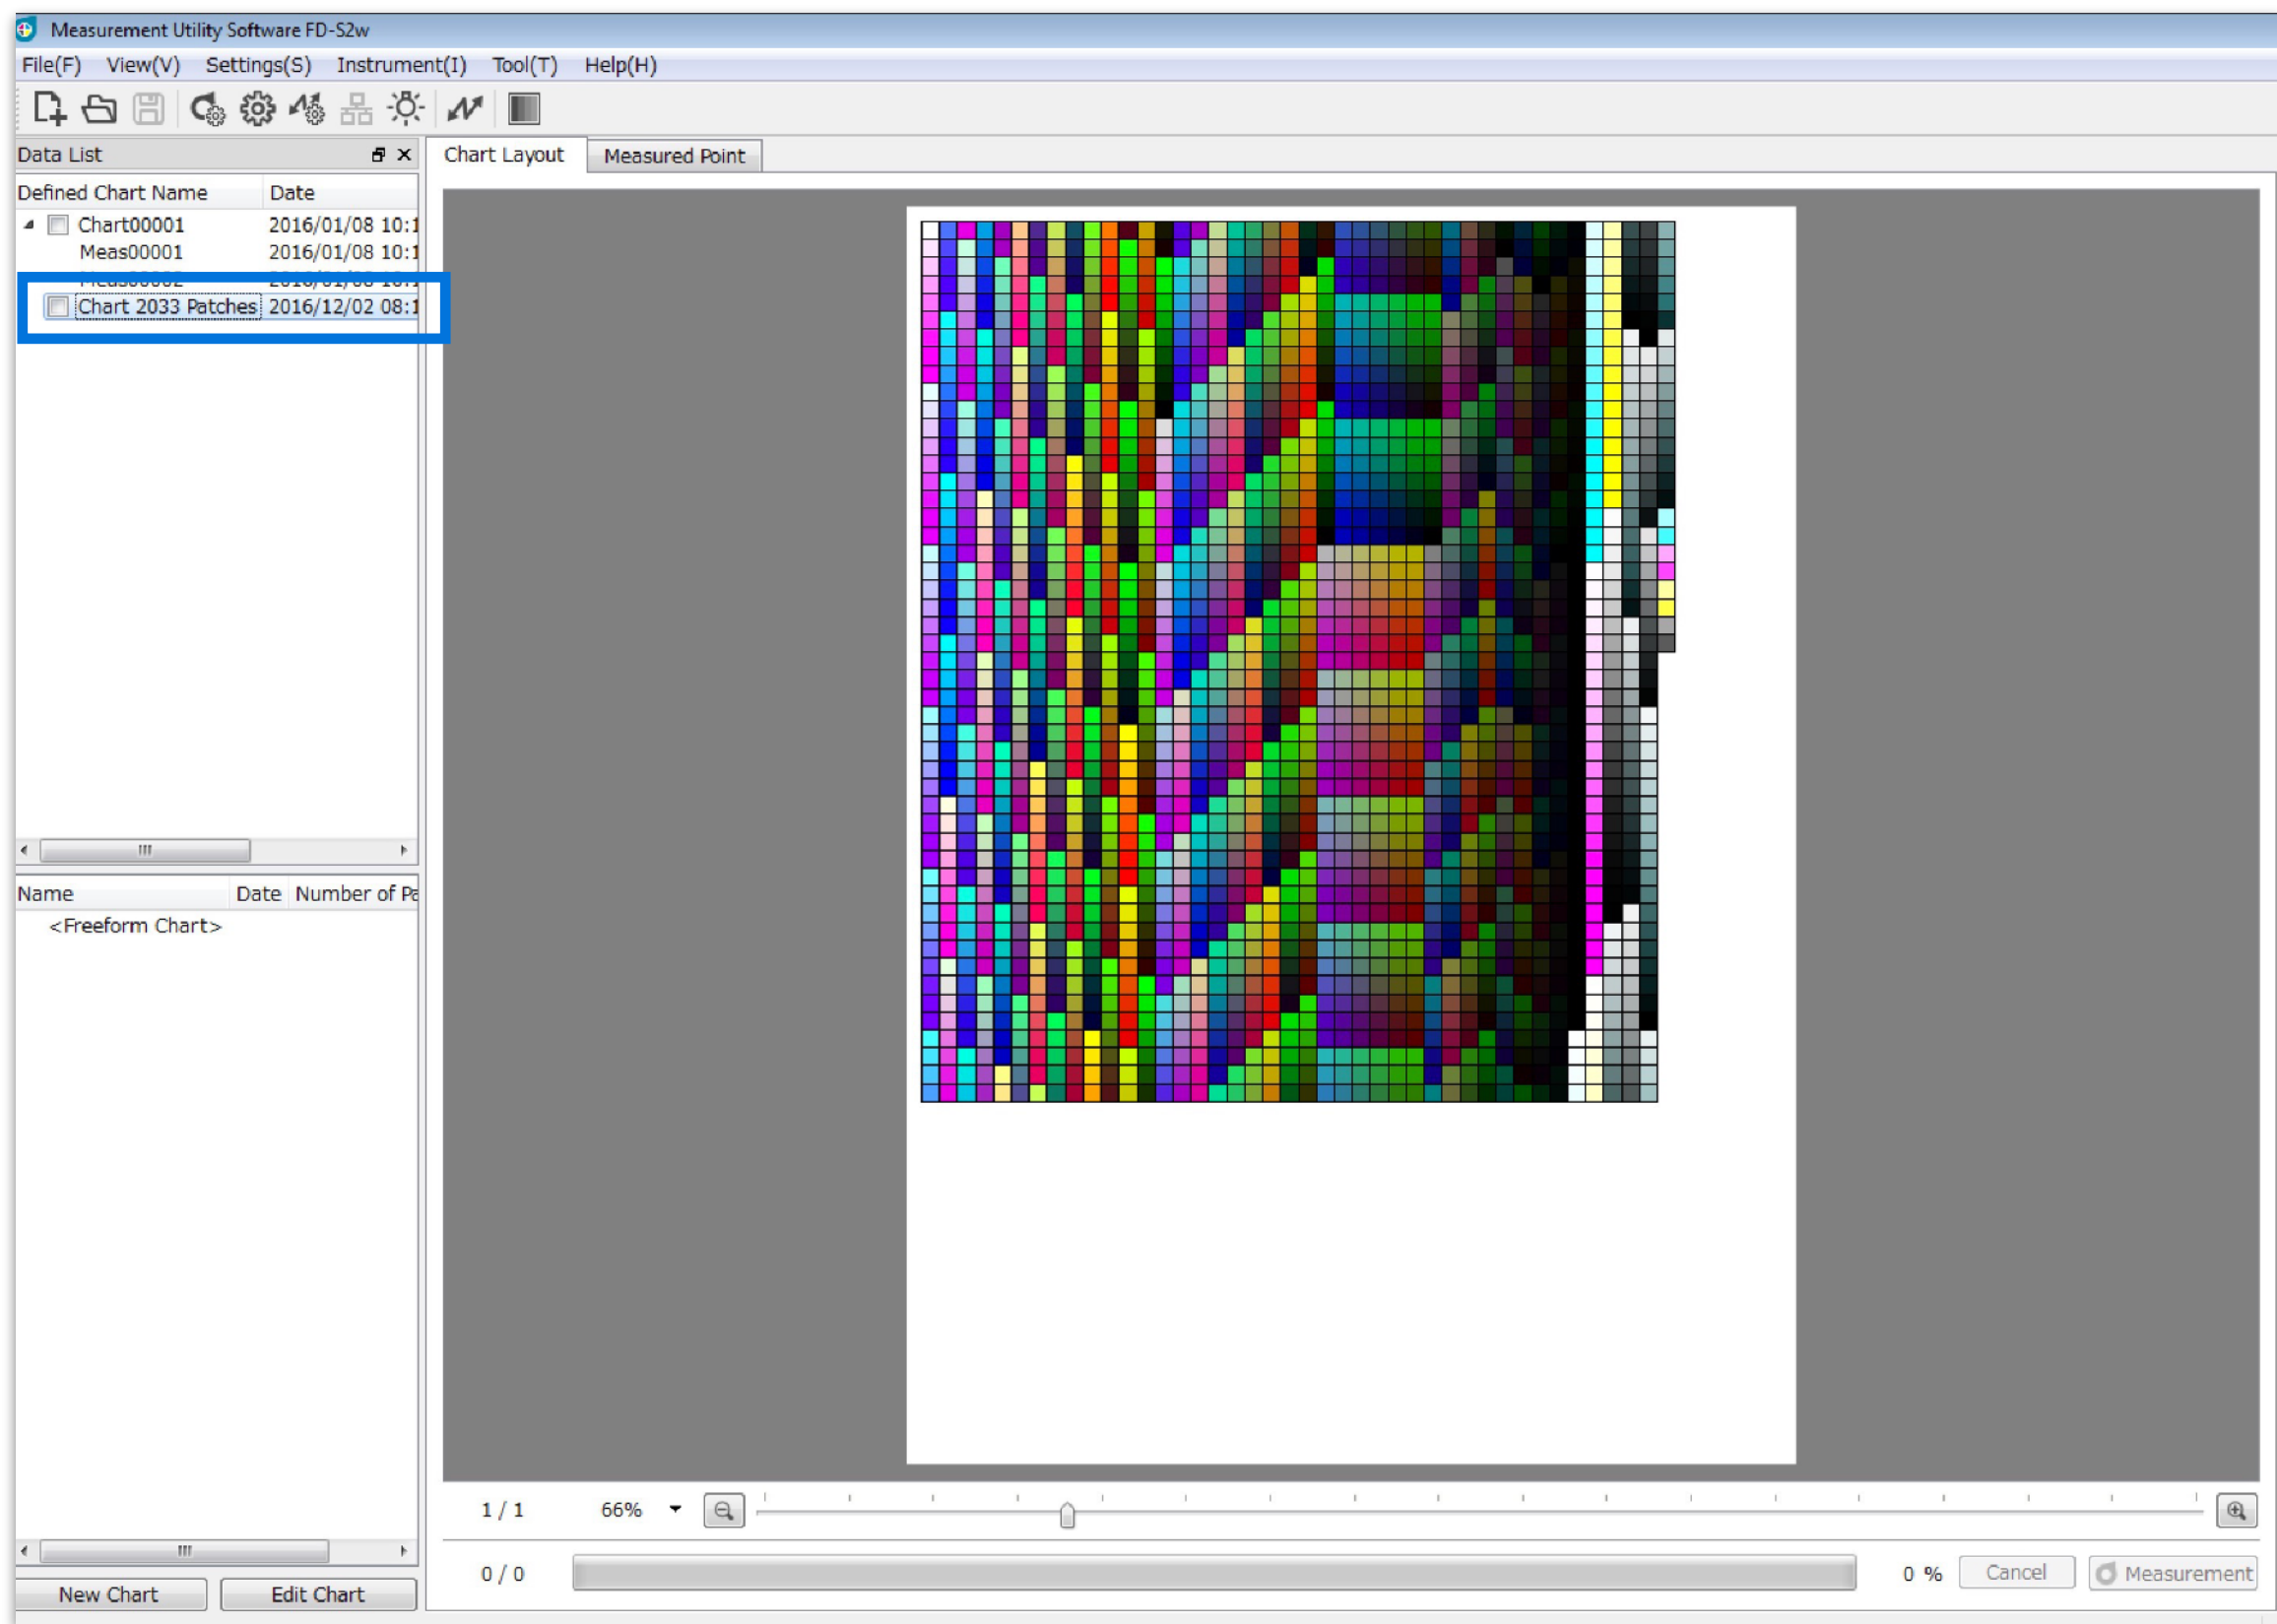 Measurement Utility Software FD-S2w
File(F) View(V) Settings(S) Instrument(I) Tool(T) Help(H)
Data List
Chart Layout Measured Point
Defined Chart Name Date
Chart00001 2016/01/08 10:1
Meas00001 2016/01/08 10:1
Chart 2033 Patches 2016/12/02 08:1
Name Date Number of Pa
<Freeform Chart>
1 / 1 66%
0 / 0 0 % Cancel Measurement
New Chart Edit Chart